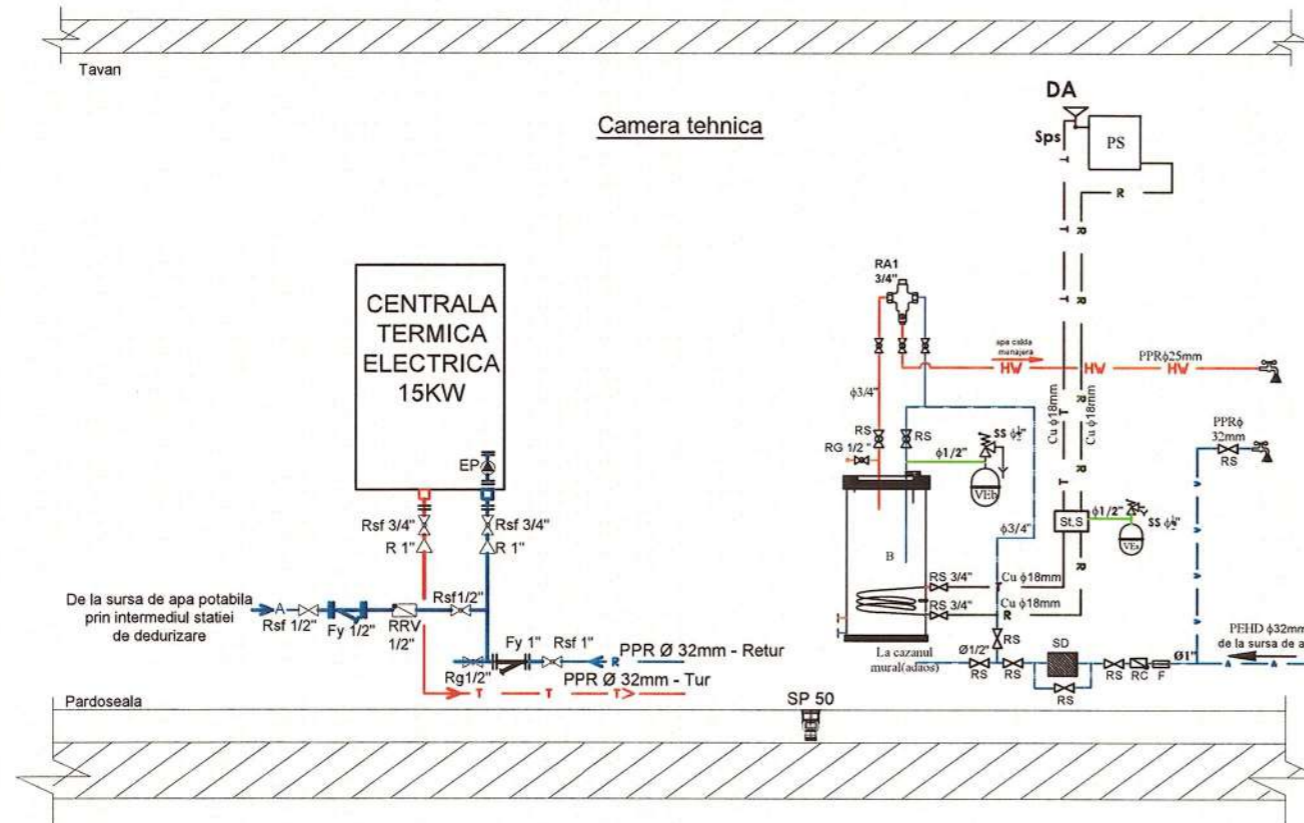 Tavan
Camera tehnica
DA
Sps
PS
T
R
T
R
T
R
RA1
3/4"
CENTRALA
TERMICA
ELECTRICA
15KW
EP
apa calda
menajera
HW
HW
HW
PPRϕ25mm
ϕ3/4"
Cu ϕ18mm
Cu ϕ18mm
T
R
R
T
R
PPRϕ
32mm
RS
RS
RS
RG 1/2"
SS
ϕ1/2"
VEb
Rsf 3/4"
Rsf 3/4"
R 1"
R 1"
ϕ3/4"
St.S
ϕ1/2"
SS
VEs
B
RS 3/4"
T
Cu ϕ18mm
RS 3/4"
R
Cu ϕ18mm
R
De la sursa de apa potabila
prin intermediul statiei
de dedurizare
A
Rsf 1/2"
Fy 1/2"
RRV
1/2"
Rsf1/2"
Rg1/2"
Fy 1"
Rsf 1"
R
PPR Ø 32mm - Retur
PPR Ø 32mm - Tur
T
T
T>
La cazanul
mural(adaos)
Ø1/2"
RS
RS
RS
SD
RS
RS
RC
F
Ø1"
PEHD ϕ32mm
de la sursa de a
A
A
Pardoseala
SP 50